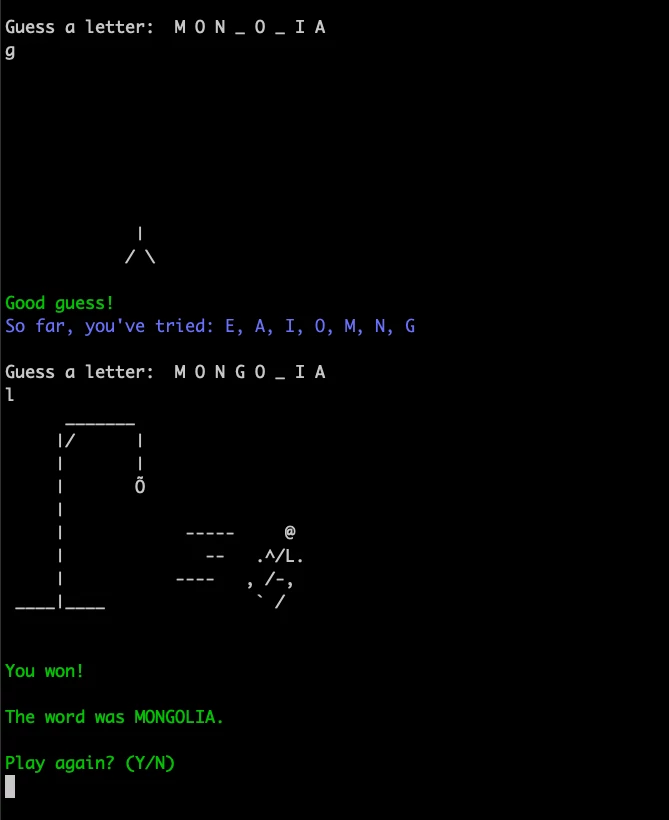 Guess a letter:  M O N _ O _ I A
g
              |
             / \
Good guess!
So far, you've tried: E, A, I, O, M, N, G
Guess a letter:  M O N G O _ I A
l
      _______
     |/      |
     |       |
     |       Õ
     |
     |            -----     @
     |              --   .^/L.
     |           ----   , /-,
 ____|____               ` /
You won!
The word was MONGOLIA.
Play again? (Y/N)